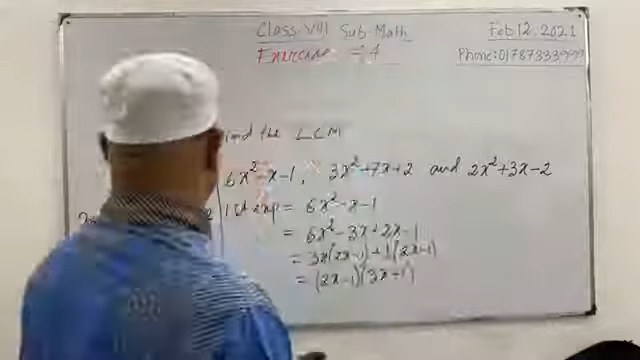 Class-VIII Sub-Math
Feb 12, 2021
Exercise - 4
Phone: 01787333999
ind the LCM
6x²-x-1, 3x²+7x+2 and 2x²+3x-2
1st exp = 6x²-x-1
= 6x²-3x+2x-1
= 3x(2x-1)+1(2x-1)
= (2x-1)(3x+1)